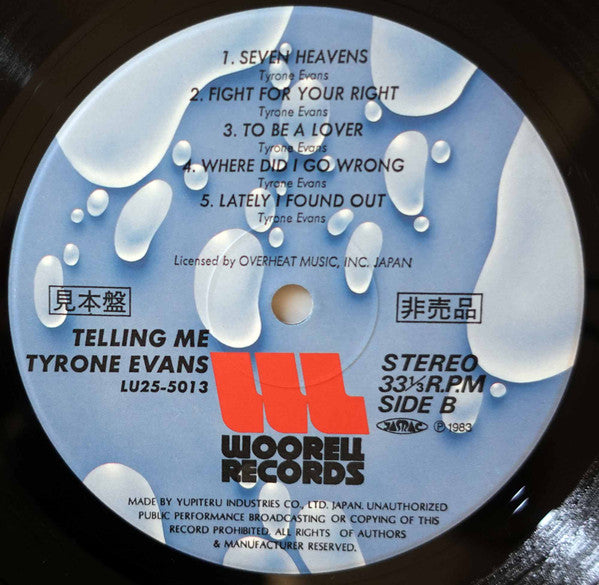 1. SEVEN HEAVENS
Tyrone Evans
2. FIGHT FOR YOUR RIGHT
Tyrone Evans
3. TO BE A LOVER
Tyrone Evans
4. WHERE DID I GO WRONG
Tyrone Evans
5. LATELY I FOUND OUT
Tyrone Evans
Licensed by OVERHEAT MUSIC, INC. JAPAN
見本盤
非売品
TELLING ME
TYRONE EVANS
LU25-5013
STEREO
33⅓R.P.M
SIDE B
JASRAC Ⓟ1983
WOORELL
RECORDS
MADE BY YUPITERU INDUSTRIES CO., LTD. JAPAN. UNAUTHORIZED
PUBLIC PERFORMANCE BROADCASTING OR COPYING OF THIS
RECORD PROHIBITED. ALL RIGHTS OF AUTHORS
& MANUFACTURER RESERVED.